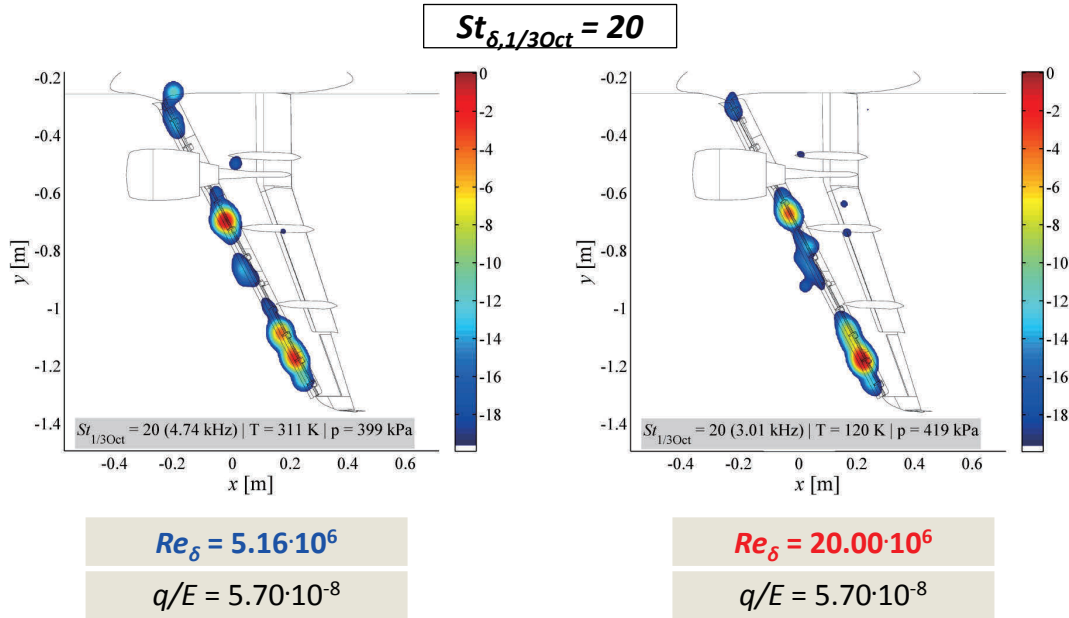 St_δ,1/3Oct = 20
-0.2
-0.4
-0.6
-0.8
-1
-1.2
-1.4
y [m]
St_1/3Oct = 20 (4.74 kHz) | T = 311 K | p = 399 kPa
-0.4 -0.2 0 0.2 0.4 0.6
x [m]
0
-2
-4
-6
-8
-10
-12
-14
-16
-18
-0.2
-0.4
-0.6
-0.8
-1
-1.2
-1.4
y [m]
St_1/3Oct = 20 (3.01 kHz) | T = 120 K | p = 419 kPa
-0.4 -0.2 0 0.2 0.4 0.6
x [m]
0
-2
-4
-6
-8
-10
-12
-14
-16
-18
Re_δ = 5.16·10⁶
q/E = 5.70·10⁻⁸
Re_δ = 20.00·10⁶
q/E = 5.70·10⁻⁸